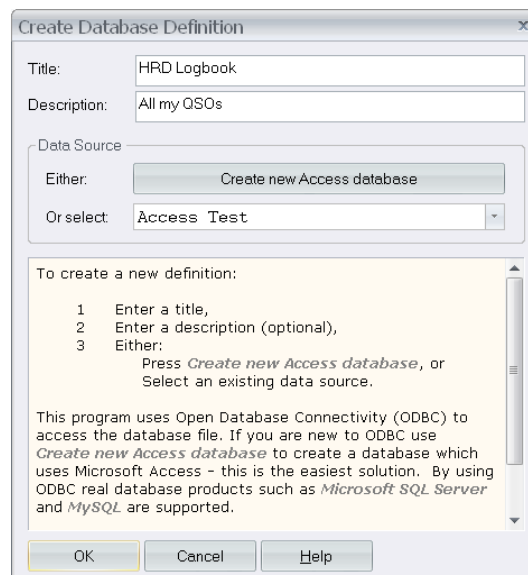 Create Database Definition
Title: HRD Logbook
Description: All my QSOs
Data Source
Either: Create new Access database
Or select: Access Test
To create a new definition:
1 Enter a title,
2 Enter a description (optional),
3 Either:
Press Create new Access database, or
Select an existing data source.
This program uses Open Database Connectivity (ODBC) to
access the database file. If you are new to ODBC use
Create new Access database to create a database which
uses Microsoft Access - this is the easiest solution. By using
ODBC real database products such as Microsoft SQL Server
and MySQL are supported.
OK Cancel Help